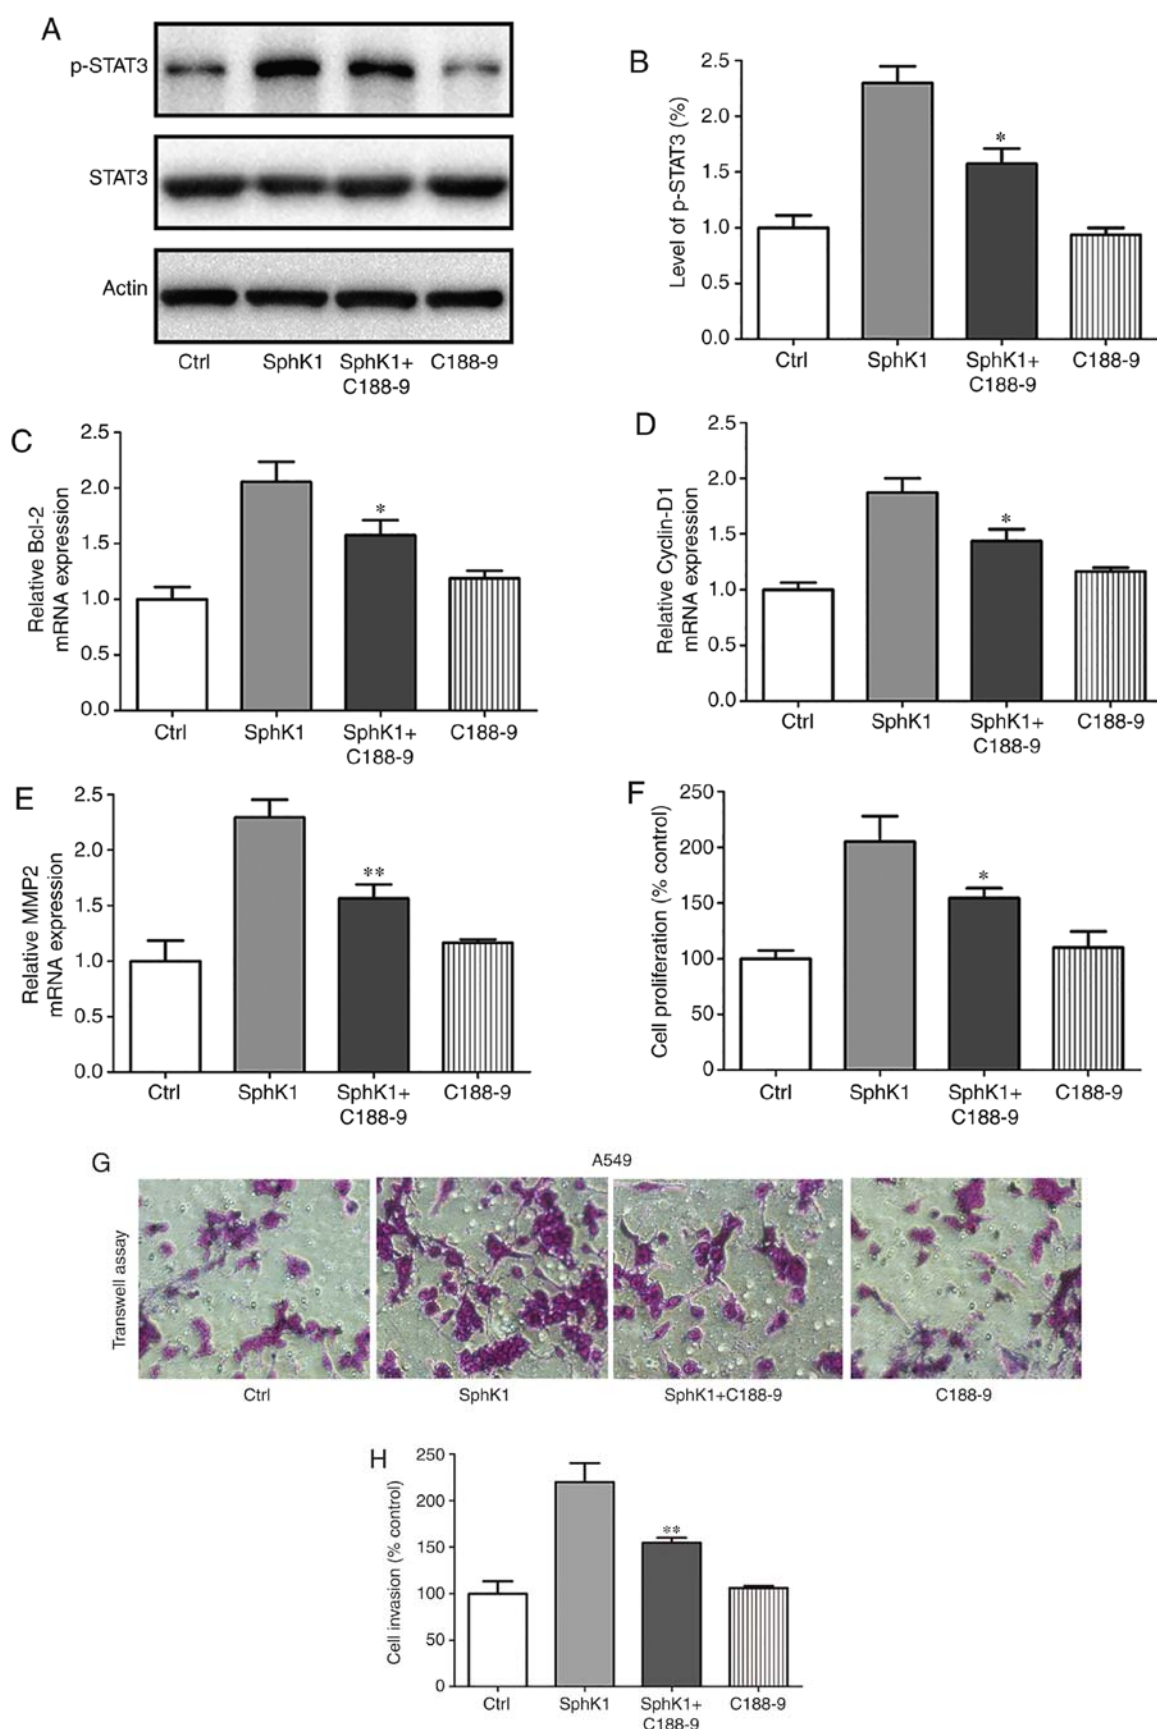 A
p-STAT3
STAT3
Actin
Ctrl SphK1 SphK1+ C188-9
C188-9
B
Level of p-STAT3 (%)
2.5
2.0
1.5
1.0
0.5
0.0
*
Ctrl SphK1 SphK1+ C188-9
C188-9
C
Relative Bcl-2
mRNA expression
2.5
2.0
1.5
1.0
0.5
0.0
*
Ctrl SphK1 SphK1+ C188-9
C188-9
D
Relative Cyclin-D1
mRNA expression
2.5
2.0
1.5
1.0
0.5
0.0
*
Ctrl SphK1 SphK1+ C188-9
C188-9
E
Relative MMP2
mRNA expression
2.5
2.0
1.5
1.0
0.5
0.0
**
Ctrl SphK1 SphK1+ C188-9
C188-9
F
Cell proliferation (% control)
250
200
150
100
50
0
*
Ctrl SphK1 SphK1+ C188-9
C188-9
G
A549
Transwell assay
Ctrl SphK1 SphK1+C188-9 C188-9
H
Cell invasion (% control)
250
200
150
100
50
0
**
Ctrl SphK1 SphK1+ C188-9
C188-9